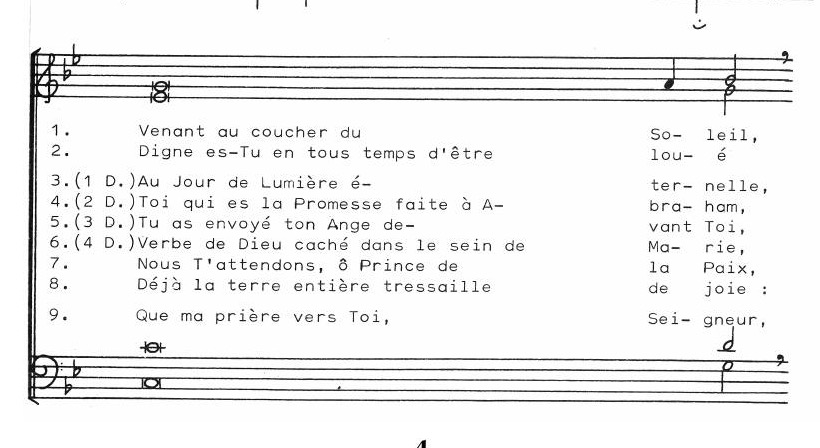 1. Venant au coucher du So- leil,
2. Digne es-Tu en tous temps d'être lou- é
3.(1 D.)Au Jour de Lumière é- ter- nelle,
4.(2 D.)Toi qui es la Promesse faite à A- bra- ham,
5.(3 D.)Tu as envoyé ton Ange de- vant Toi,
6.(4 D.)Verbe de Dieu caché dans le sein de Ma- rie,
7. Nous T'attendons, ô Prince de la Paix,
8. Déjà la terre entière tressaille de joie :
9. Que ma prière vers Toi, Sei- gneur,